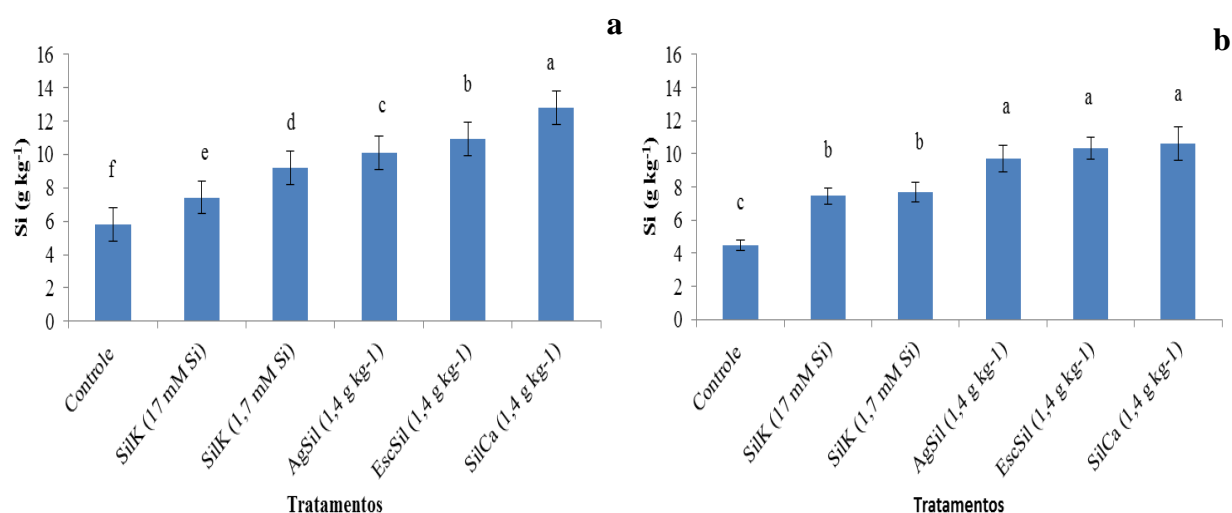 a
16
14
12
10
8
6
4
2
0
Si (g kg-1)
f
e
d
c
b
a
Controle
SilK (17 mM Si)
SilK (1,7 mM Si)
AgSil (1,4 g kg-1)
EscSil (1,4 g kg-1)
SilCa (1,4 g kg-1)
Tratamentos
b
16
14
12
10
8
6
4
2
0
Si (g kg-1)
c
b
b
a
a
a
Controle
SilK (17 mM Si)
SilK (1,7 mM Si)
AgSil (1,4 g kg-1)
EscSil (1,4 g kg-1)
SilCa (1,4 g kg-1)
Tratamentos